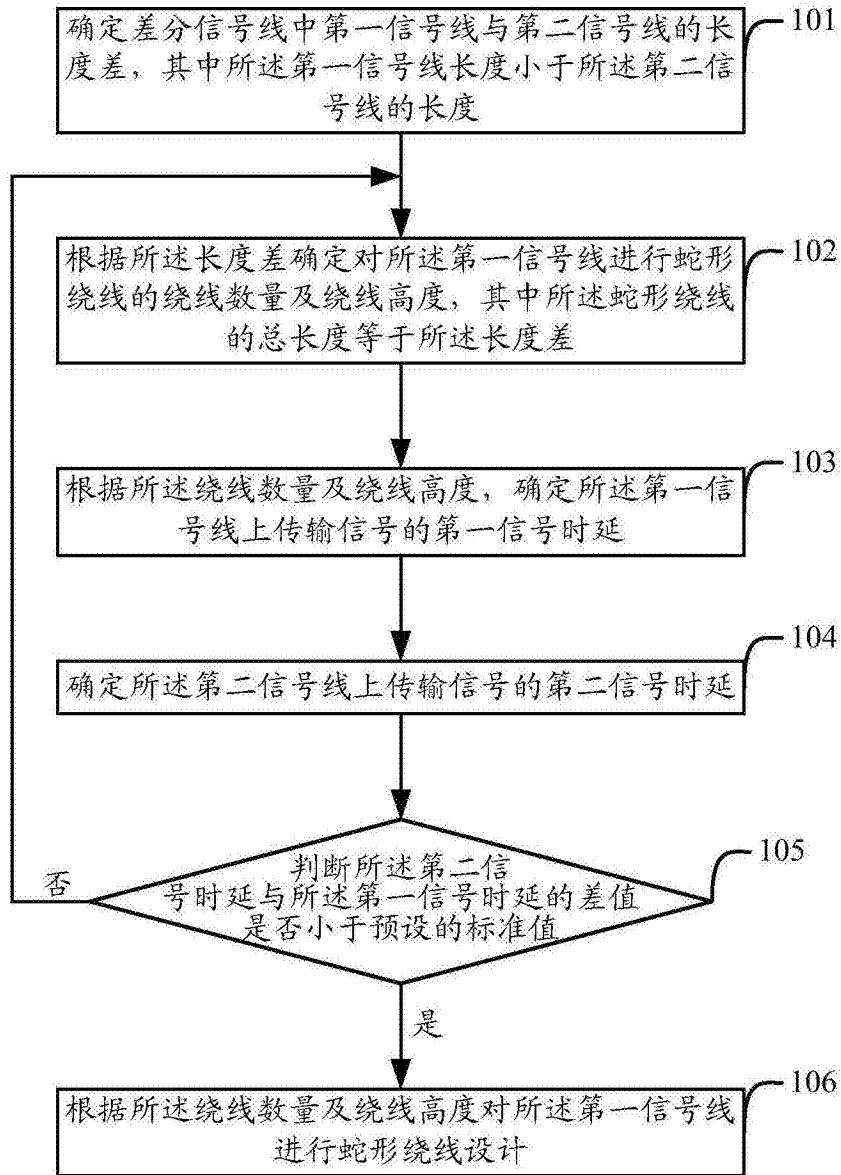 确定差分信号线中第一信号线与第二信号线的长
度差，其中所述第一信号线长度小于所述第二信
号线的长度
101
根据所述长度差确定对所述第一信号线进行蛇形
绕线的绕线数量及绕线高度，其中所述蛇形绕线
的总长度等于所述长度差
102
根据所述绕线数量及绕线高度，确定所述第一信
号线上传输信号的第一信号时延
103
确定所述第二信号线上传输信号的第二信号时延
104
判断所述第二信
号时延与所述第一信号时延的差值
是否小于预设的标准值
105
否
是
根据所述绕线数量及绕线高度对所述第一信号线
进行蛇形绕线设计
106